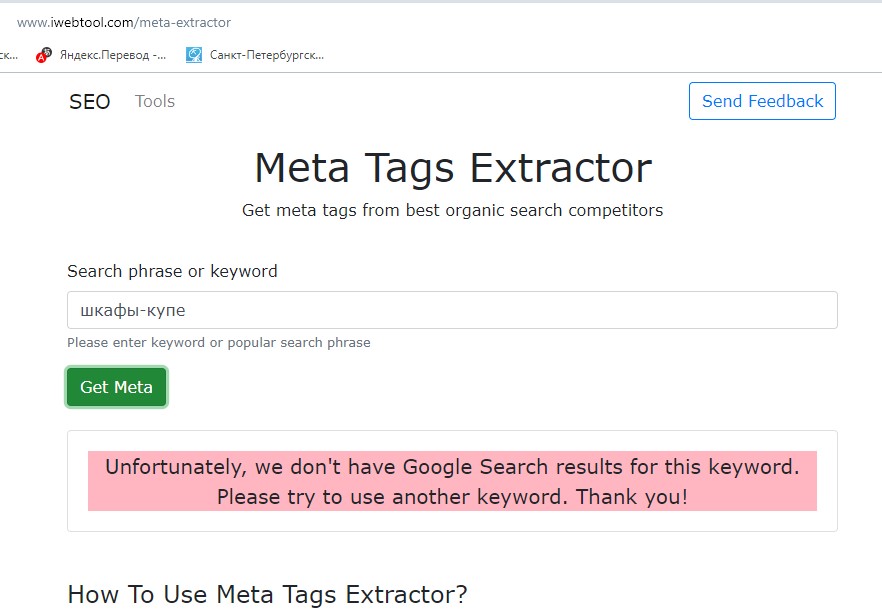 www.iwebtool.com/meta-extractor
ск... Яндекс.Перевод -... Санкт-Петербургск...
SEO Tools Send Feedback
Meta Tags Extractor
Get meta tags from best organic search competitors
Search phrase or keyword
шкафы-купе
Please enter keyword or popular search phrase
Get Meta
Unfortunately, we don't have Google Search results for this keyword.
Please try to use another keyword. Thank you!
How To Use Meta Tags Extractor?